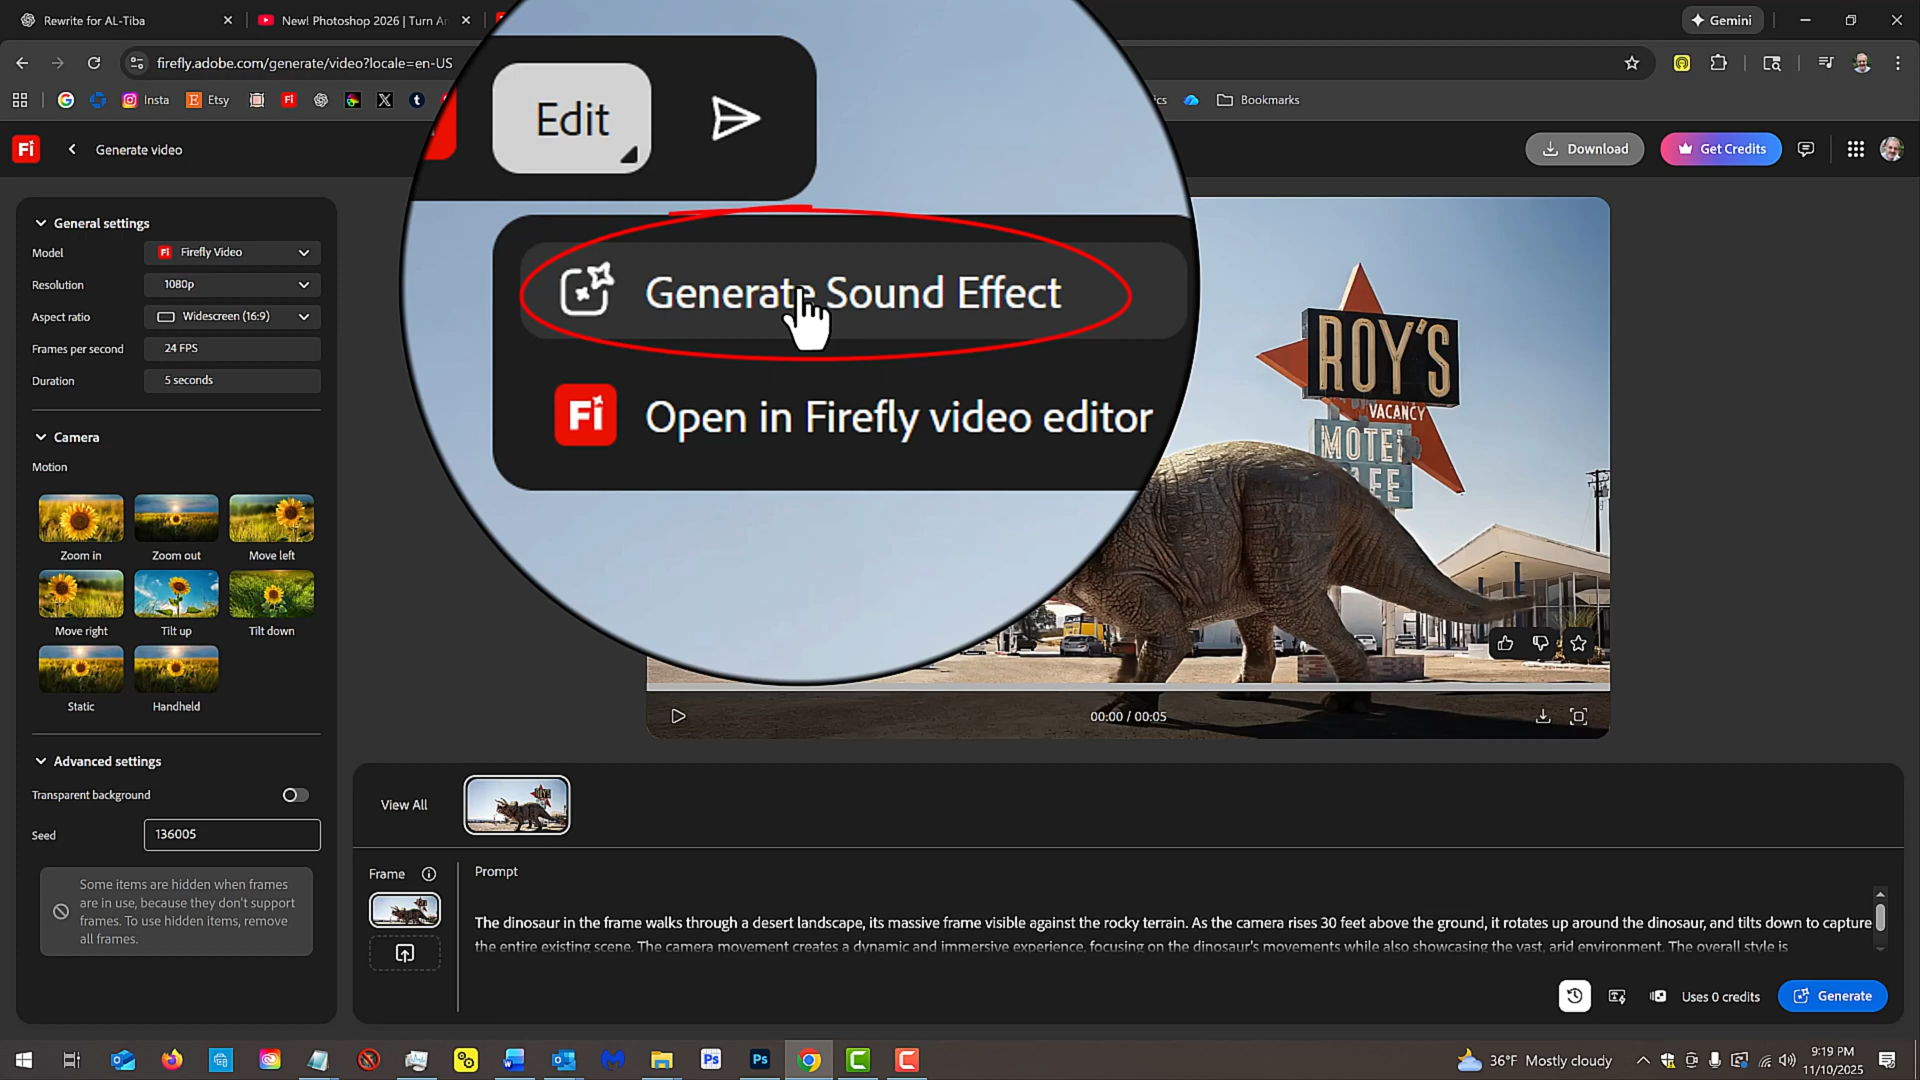 Rewrite for AL-Tiba
New! Photoshop 2026 | Turn Ar
Gemini
firefly.adobe.com/generate/video?locale=en-US
Insta
Etsy
Bookmarks
Fi
Generate video
Download
Get Credits
Edit
Generate Sound Effect
Fi
Open in Firefly video editor
General settings
Model
Fi
Firefly Video
Resolution
1080p
Aspect ratio
Widescreen (16:9)
Frames per second
24 FPS
Duration
5 seconds
Camera
Motion
Zoom in
Zoom out
Move left
Move right
Tilt up
Tilt down
Static
Handheld
Advanced settings
Transparent background
Seed
136005
Some items are hidden when frames
are in use, because they don't support
frames. To use hidden items, remove
all frames.
ROY'S
VACANCY
MOTEL
00:00 / 00:05
View All
Frame
Prompt
The dinosaur in the frame walks through a desert landscape, its massive frame visible against the rocky terrain. As the camera rises 30 feet above the ground, it rotates up around the dinosaur, and tilts down to capture
the entire existing scene. The camera movement creates a dynamic and immersive experience, focusing on the dinosaur's movements while also showcasing the vast, arid environment. The overall style is
Uses 0 credits
Generate
Ps
Ps
36°F Mostly cloudy
9:19 PM
11/10/2025